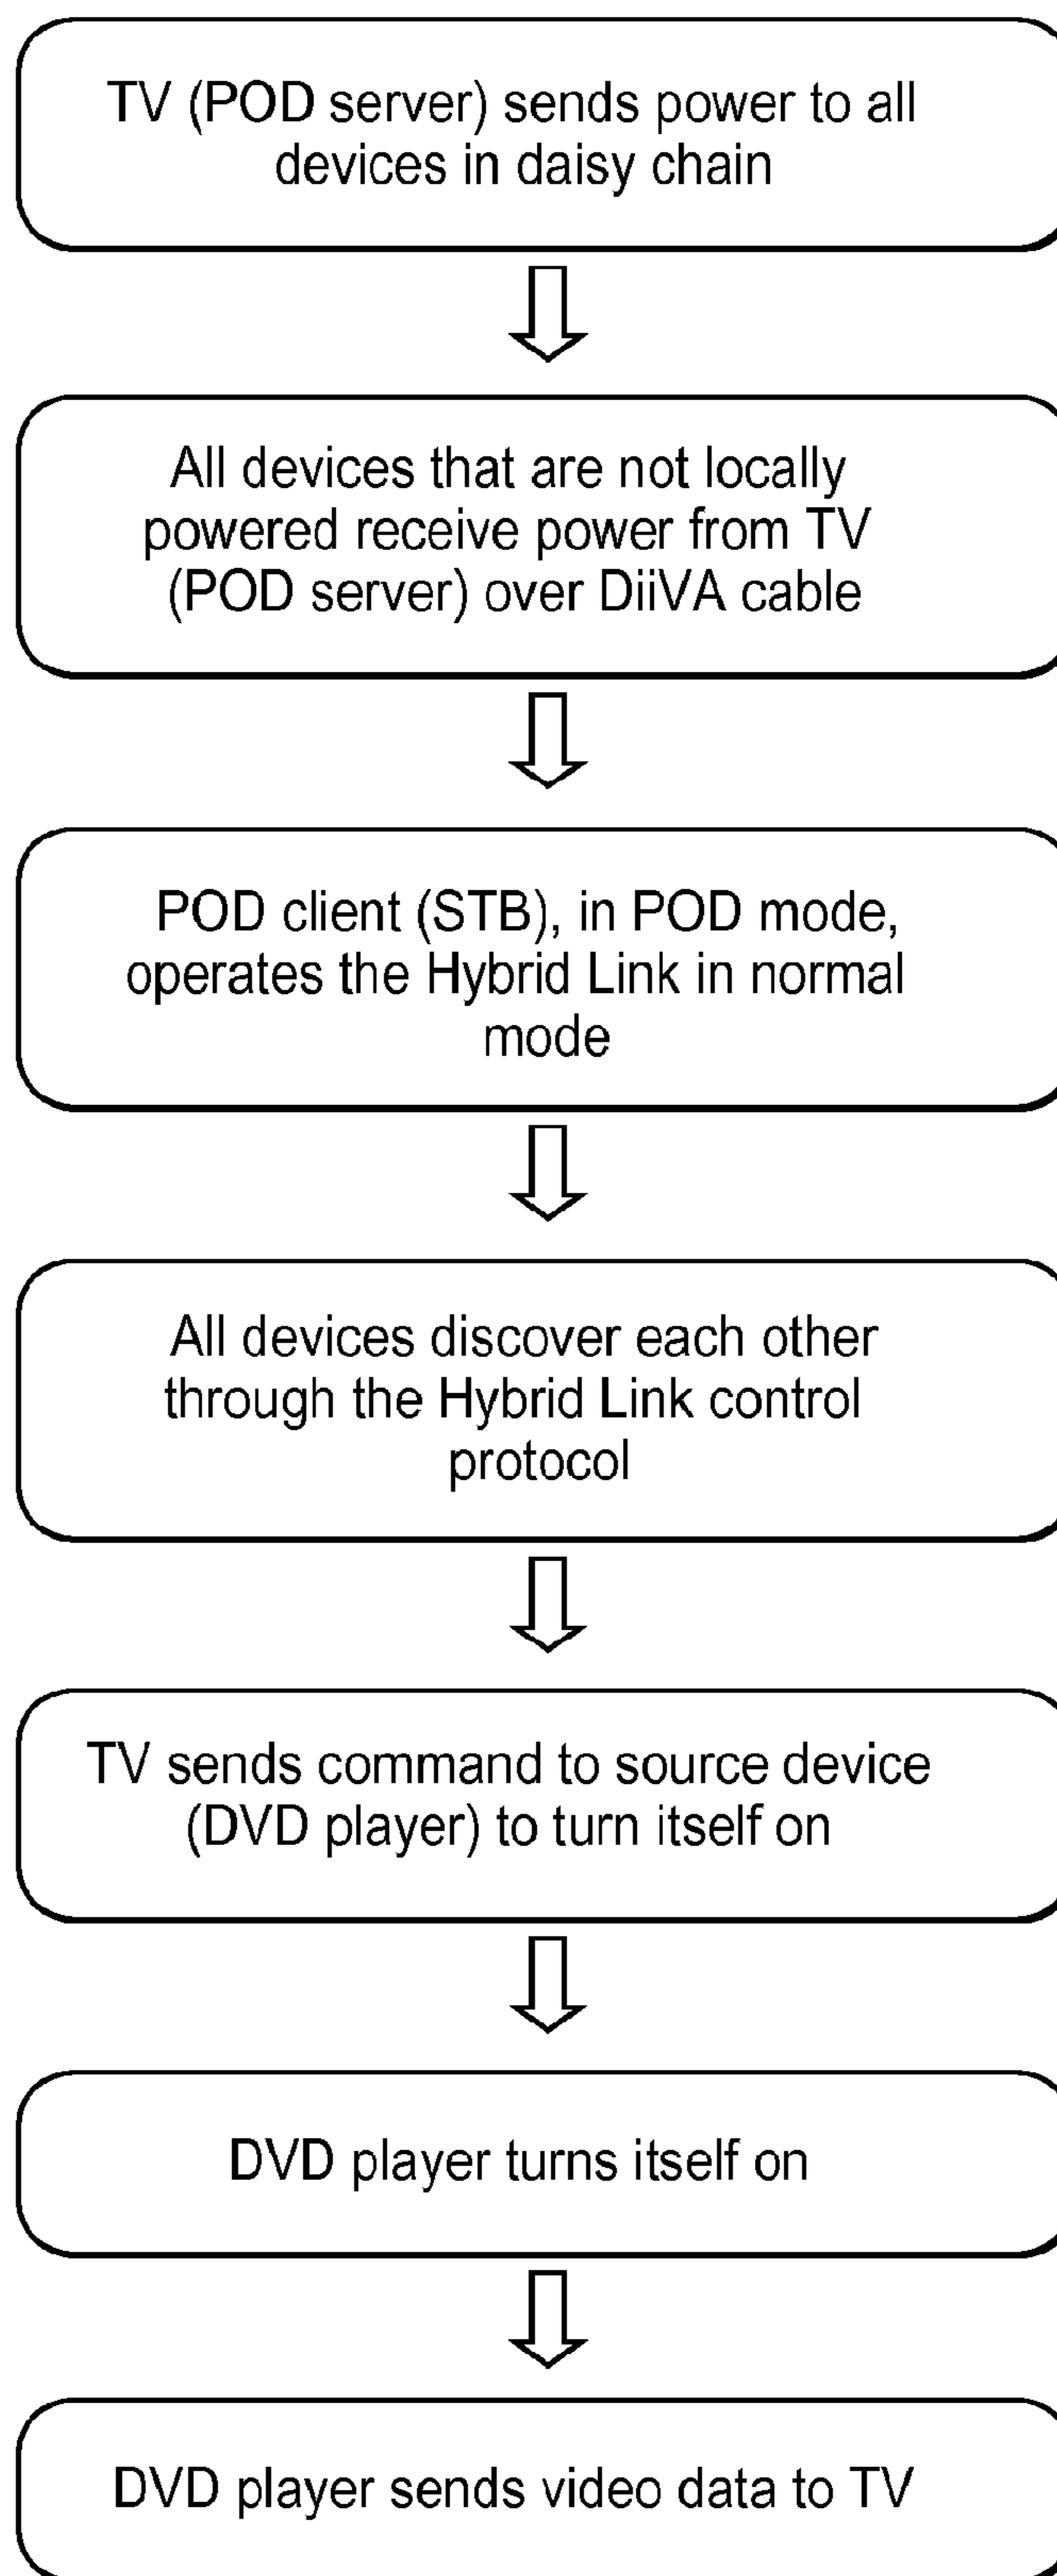 TV (POD server) sends power to all
devices in daisy chain
All devices that are not locally
powered receive power from TV
(POD server) over DiiVA cable
POD client (STB), in POD mode,
operates the Hybrid Link in normal
mode
All devices discover each other
through the Hybrid Link control
protocol
TV sends command to source device
(DVD player) to turn itself on
DVD player turns itself on
DVD player sends video data to TV